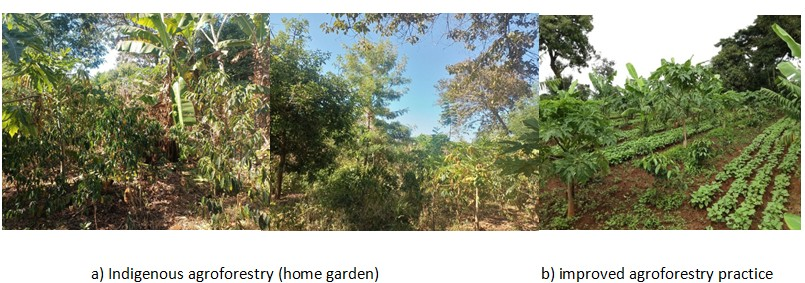 a) Indigenous agroforestry (home garden)
b) improved agroforestry practice